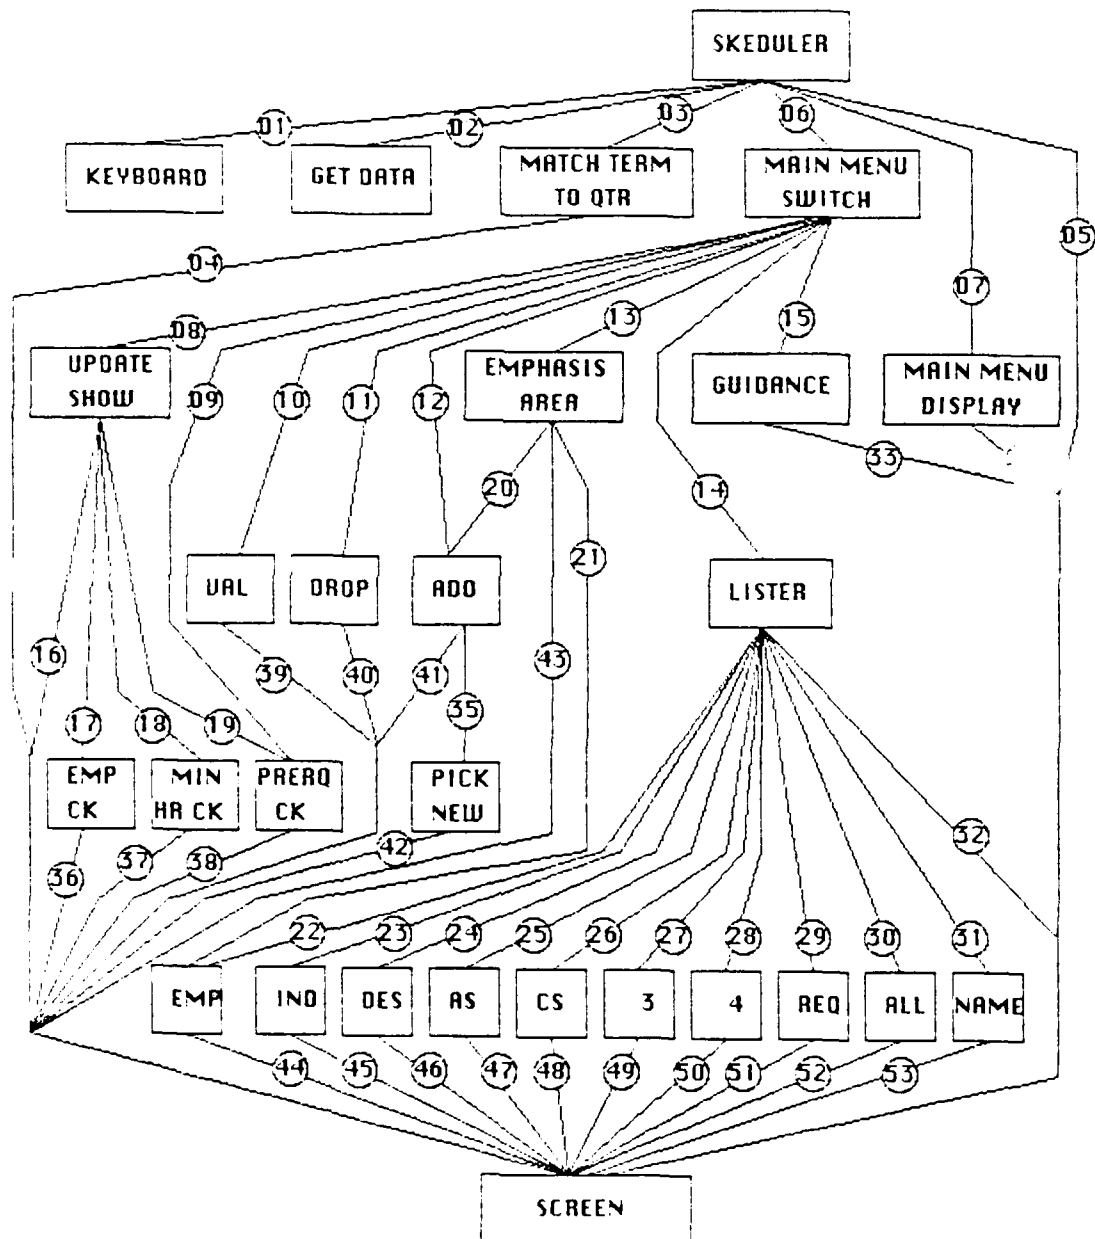 SKEDULER
01
02
03
06
KEYBOARD
GET DATA
MATCH TERM
TO QTR
MAIN MENU
SWITCH
04
05
07
08
13
15
UPDATE
SHOW
09
10
11
12
EMPHASIS
AREA
GUIDANCE
MAIN MENU
DISPLAY
33
20
14
21
VAL
DROP
ADD
LISTER
16
39
40
41
43
35
17
18
19
EMP
CK
MIN
HR CK
PRERQ
CK
PICK
NEW
36
37
38
42
32
22
23
24
25
26
27
28
29
30
31
EMP
IND
DES
AS
CS
3
4
REQ
ALL
NAME
44
45
46
47
48
49
50
51
52
53
SCREEN